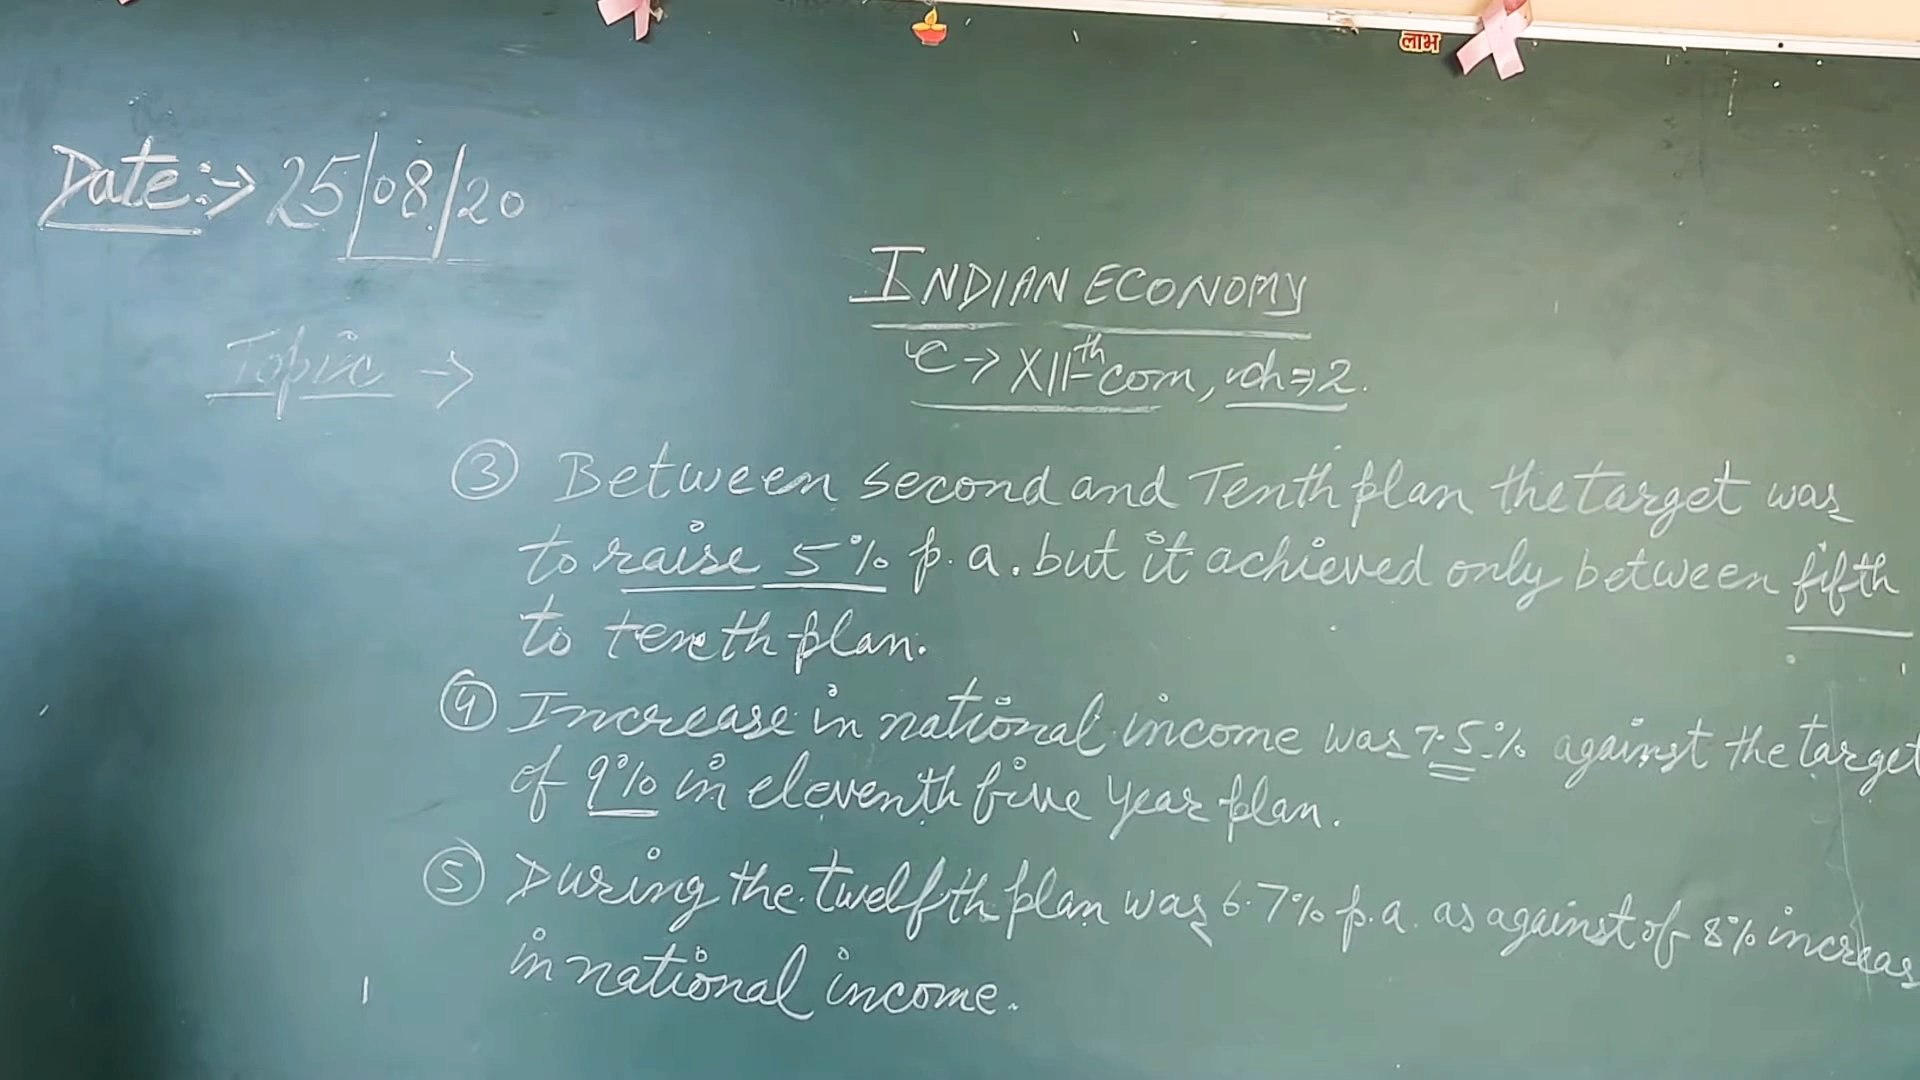 लाभ
Date:→ 25/08/20
INDIAN ECONOMY
Topic →
C→ XIIth com, ch⇒2.
③ Between second and Tenth plan the target was
to raise 5% p.a. but it achieved only between fifth
to tenth plan.
④ Increase in national income was 7.5% against the target
of 9% in eleventh five year plan.
⑤ During the twelfth plan was 6.7% p.a. as against of 8% increas
in national income.